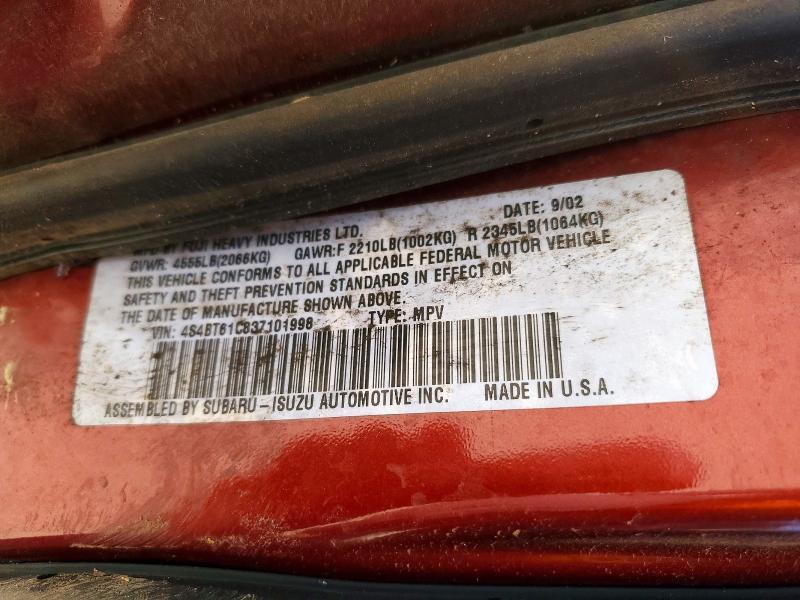 MFD BY FUJI HEAVY INDUSTRIES LTD. DATE: 9/02
GVWR: 4555LB(2066KG) GAWR:F 2210LB(1002KG) R 2345LB(1064KG)
THIS VEHICLE CONFORMS TO ALL APPLICABLE FEDERAL MOTOR VEHICLE
SAFETY AND THEFT PREVENTION STANDARDS IN EFFECT ON
THE DATE OF MANUFACTURE SHOWN ABOVE.
VIN: 4S4BT61C837101998 TYPE: MPV
ASSEMBLED BY SUBARU-ISUZU AUTOMOTIVE INC. MADE IN U.S.A.